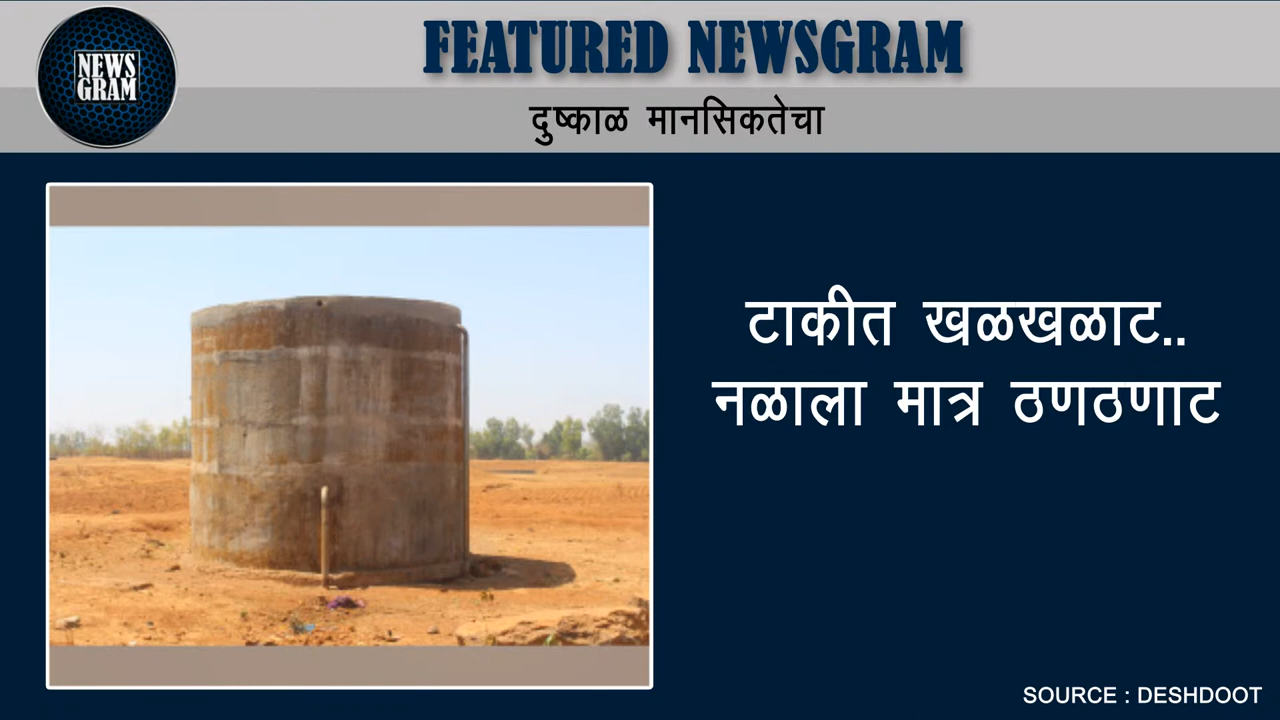 NEWS
GRAM
FEATURED NEWSGRAM
दुष्काळ मानसिकतेचा
टाकीत खळखळाट..
नळाला मात्र ठणठणाट
SOURCE : DESHDOOT